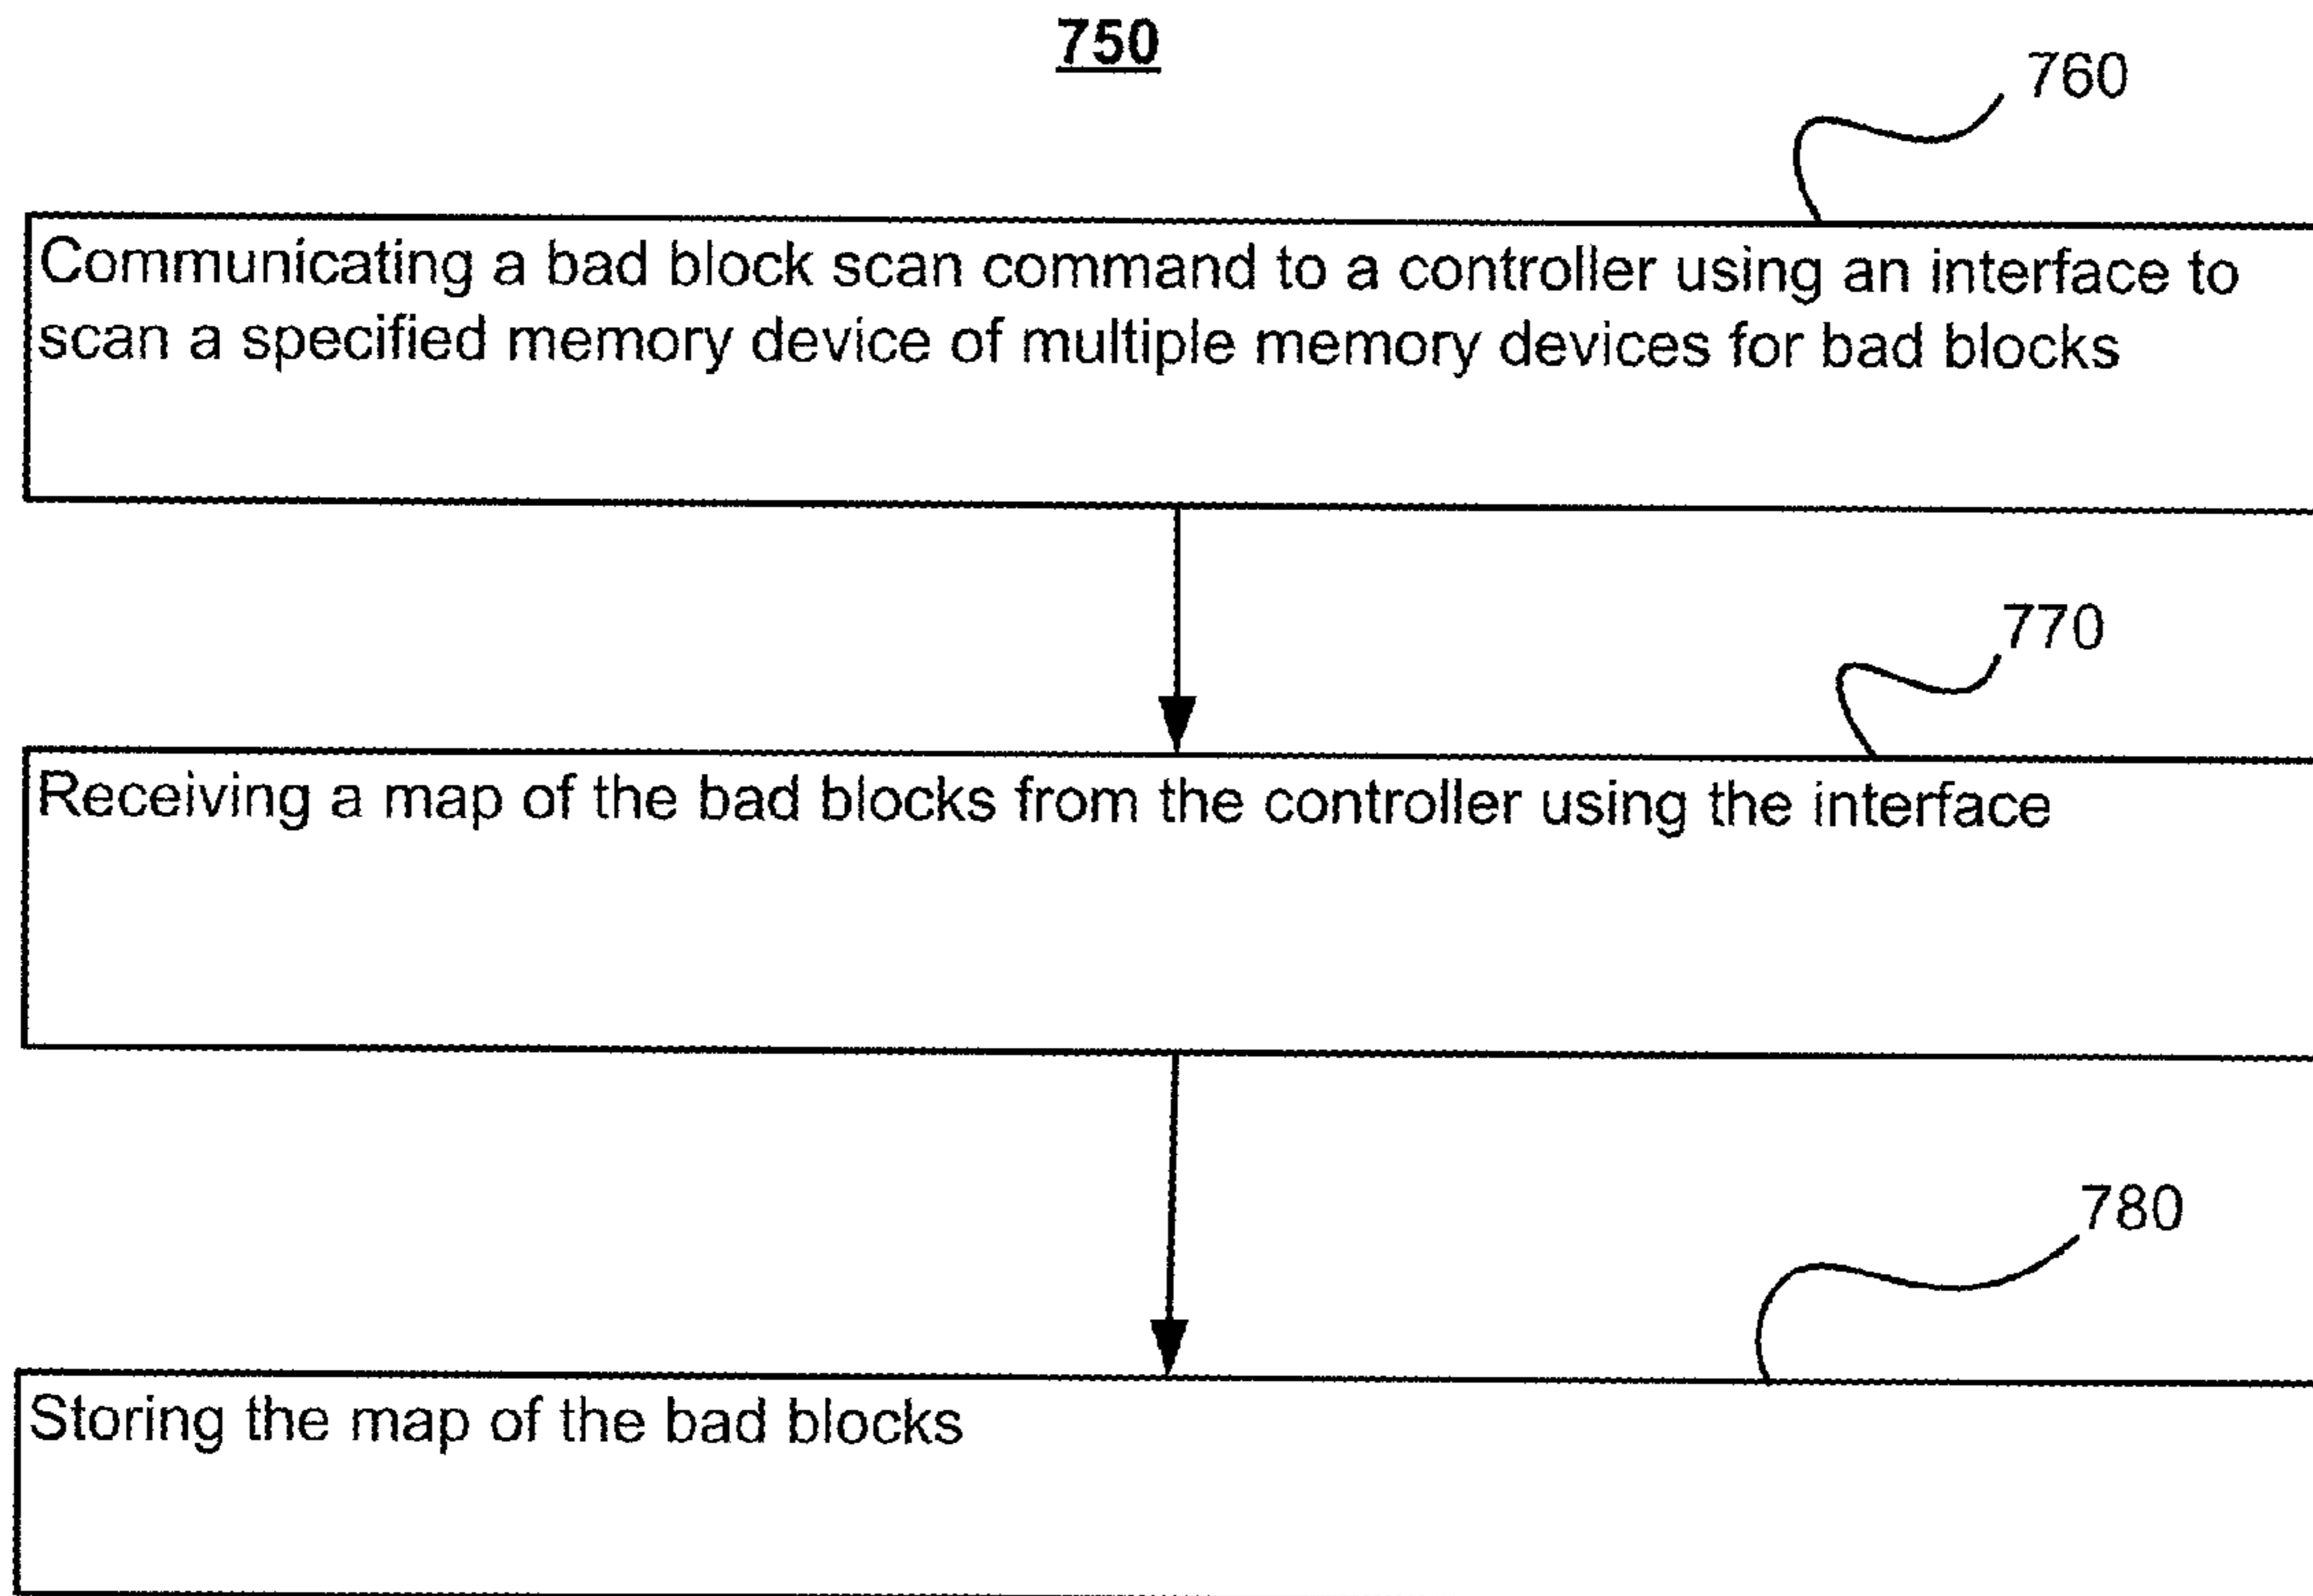 750
760
Communicating a bad block scan command to a controller using an interface to
scan a specified memory device of multiple memory devices for bad blocks
770
Receiving a map of the bad blocks from the controller using the interface
780
Storing the map of the bad blocks